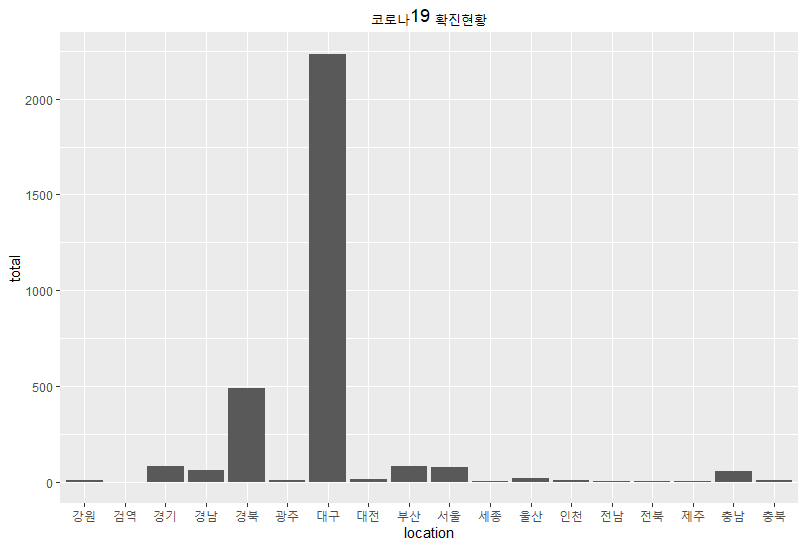 코로나19 확진현황
total
2000
1500
1000
500
0
강원 검역 경기 경남 경북 광주 대구 대전 부산 서울 세종 울산 인천 전남 전북 제주 충남 충북
location